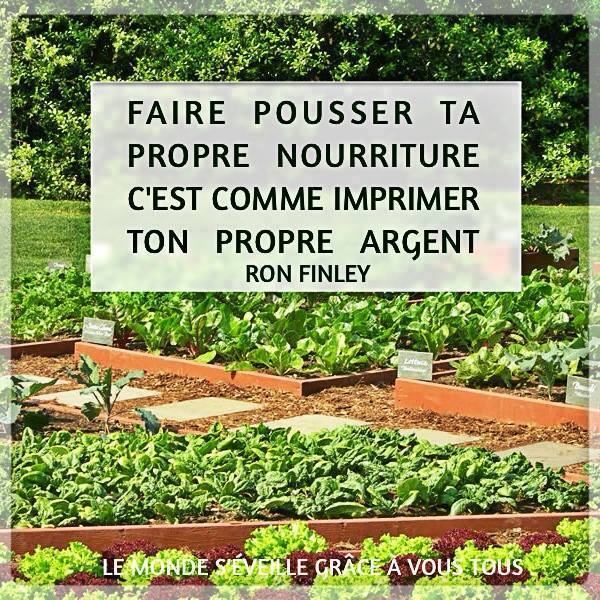 FAIRE POUSSER TA
PROPRE NOURRITURE
C'EST COMME IMPRIMER
TON PROPRE ARGENT
RON FINLEY
Lettuce
LE MONDE S'ÉVEILLE GRÂCE À VOUS TOUS